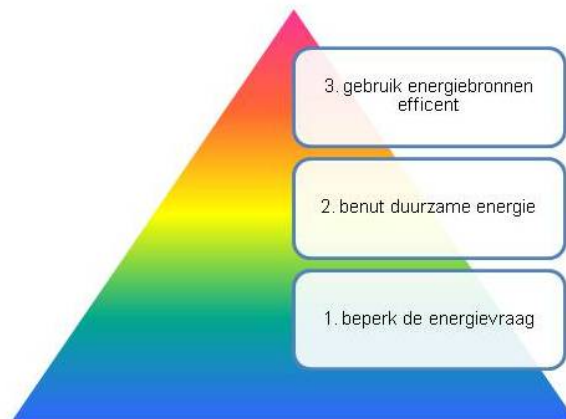 3. gebruik energiebronnen
efficent
2. benut duurzame energie
1. beperk de energievraag